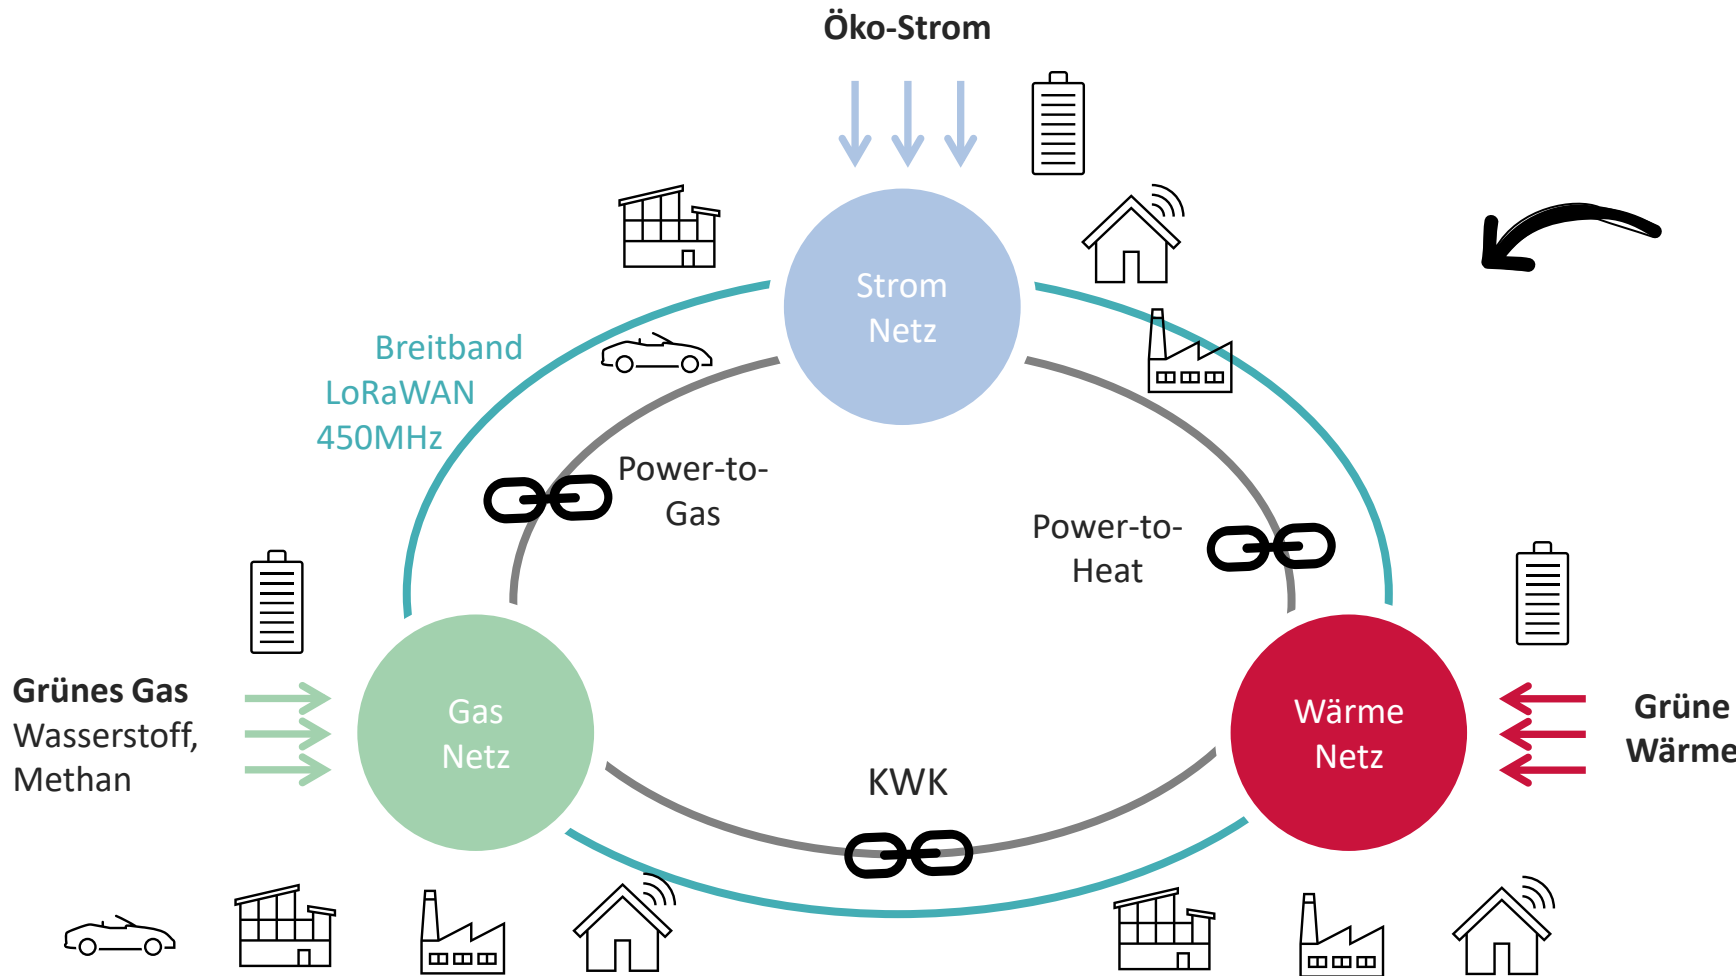 Öko-Strom
Strom
Netz
Breitband
LoRaWAN
450MHz
Power-to-
Gas
Power-to-
Heat
Grünes Gas
Wasserstoff,
Methan
Gas
Netz
Wärme
Netz
Grüne
Wärme
KWK